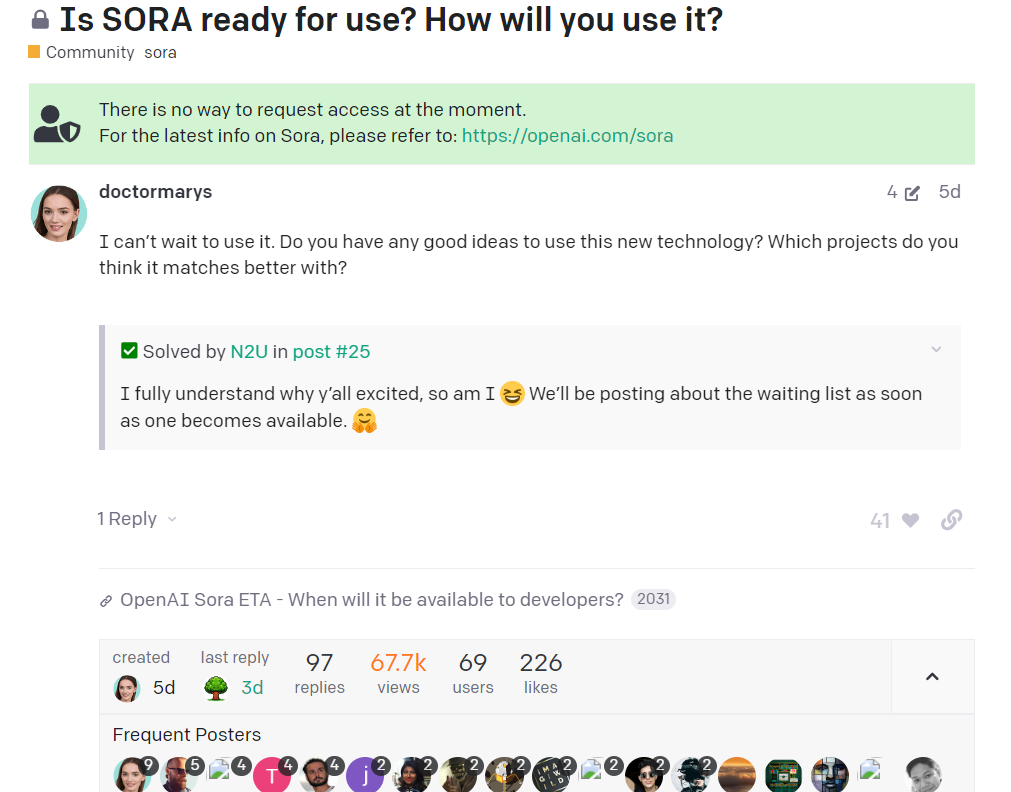 Is SORA ready for use? How will you use it?
Community sora
There is no way to request access at the moment.
For the latest info on Sora, please refer to: https://openai.com/sora
doctormarys 4 5d
I can’t wait to use it. Do you have any good ideas to use this new technology? Which projects do you
think it matches better with?
✅ Solved by N2U in post #25
I fully understand why y’all excited, so am I 😆 We’ll be posting about the waiting list as soon
as one becomes available. 🤗
1 Reply 41
OpenAI Sora ETA - When will it be available to developers? 2031
created last reply 97 67.7k 69 226
5d 3d replies views users likes
Frequent Posters
9 5 4 T 4 4 j 2 2 2 2 2 2 2 2